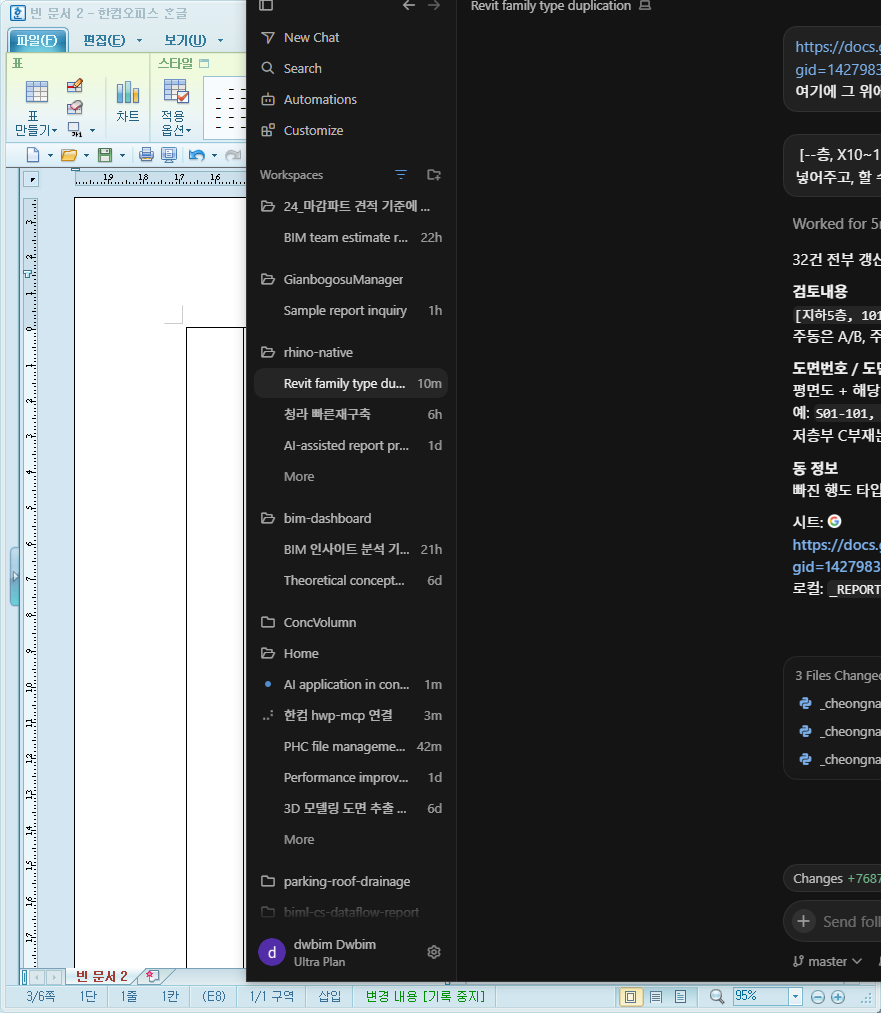 빈 문서 2 - 한컴오피스 한글
파일(F) 편집(E) 보기(U)
표
스타일
표
만들기
가1
차트
적용
옵션
19 18 17 16
빈 문서 2
3/6쪽 1단 1줄 1칸 (E8) 1/1 구역 삽입 변경 내용 [기록 중지] 95%
New Chat
Search
Automations
Customize
Workspaces
24_마감파트 견적 기준에 ...
BIM team estimate r... 22h
GianbogosuManager
Sample report inquiry 1h
rhino-native
Revit family type du... 10m
청라 빠른재구축 6h
AI-assisted report pr... 1d
More
bim-dashboard
BIM 인사이트 분석 기... 21h
Theoretical concept... 6d
ConcVolumn
Home
AI application in con... 1m
한컴 hwp-mcp 연결 3m
PHC file manageme... 42m
Performance improv... 1d
3D 모델링 도면 추출 ... 6d
More
parking-roof-drainage
biml-cs-dataflow-report
d
dwbim Dwbim
Ultra Plan
Revit family type duplication
https://docs.g
gid=1427983
여기에 그 위에
[--층, X10~1
넣어주고, 할 수
Worked for 5m
32건 전부 갱신
검토내용
[지하5층, 101
주동은 A/B, 주
도면번호 / 도면
평면도 + 해당
예: S01-101,
저층부 C부재는
동 정보
빠진 행도 타입
시트:
https://docs.g
gid=1427983
로컬: _REPORT
3 Files Changed
_cheongna
_cheongna
_cheongna
Changes +7687
Send foll
master